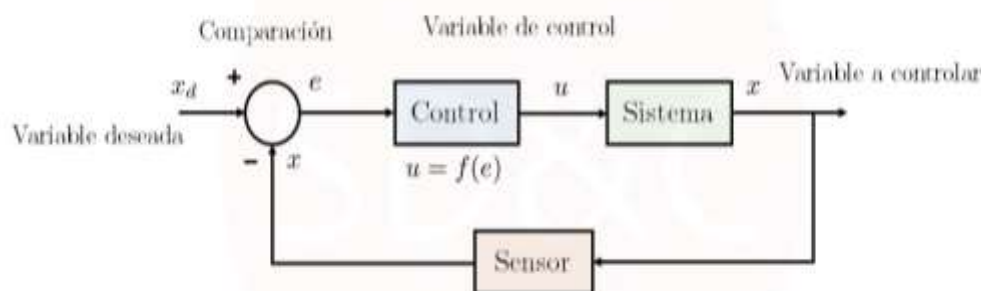 Comparación
Variable de control
Variable a controlar
x_d
+
e
Control
u
Sistema
x
Variable deseada
-
x
u = f(e)
Sensor